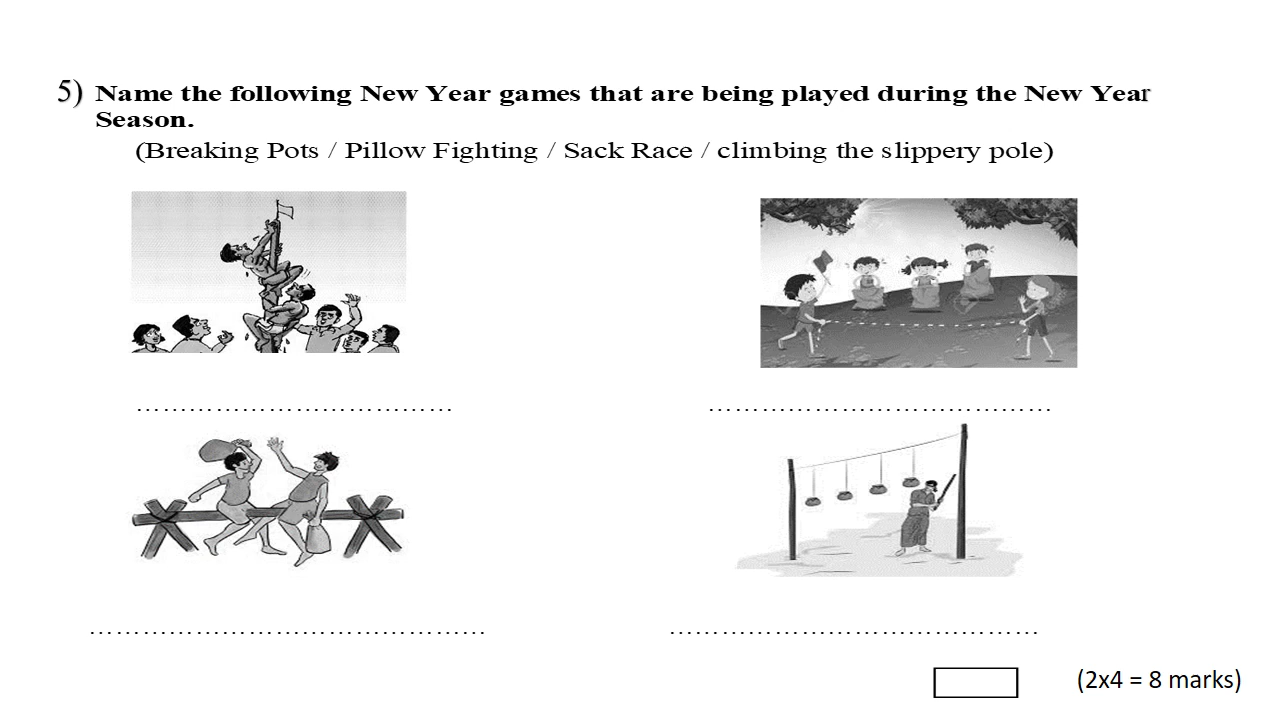 5) Name the following New Year games that are being played during the New Year
Season.
(Breaking Pots / Pillow Fighting / Sack Race / climbing the slippery pole)
……………………………… …………………………………
……………………………………… ……………………………………
(2x4 = 8 marks)